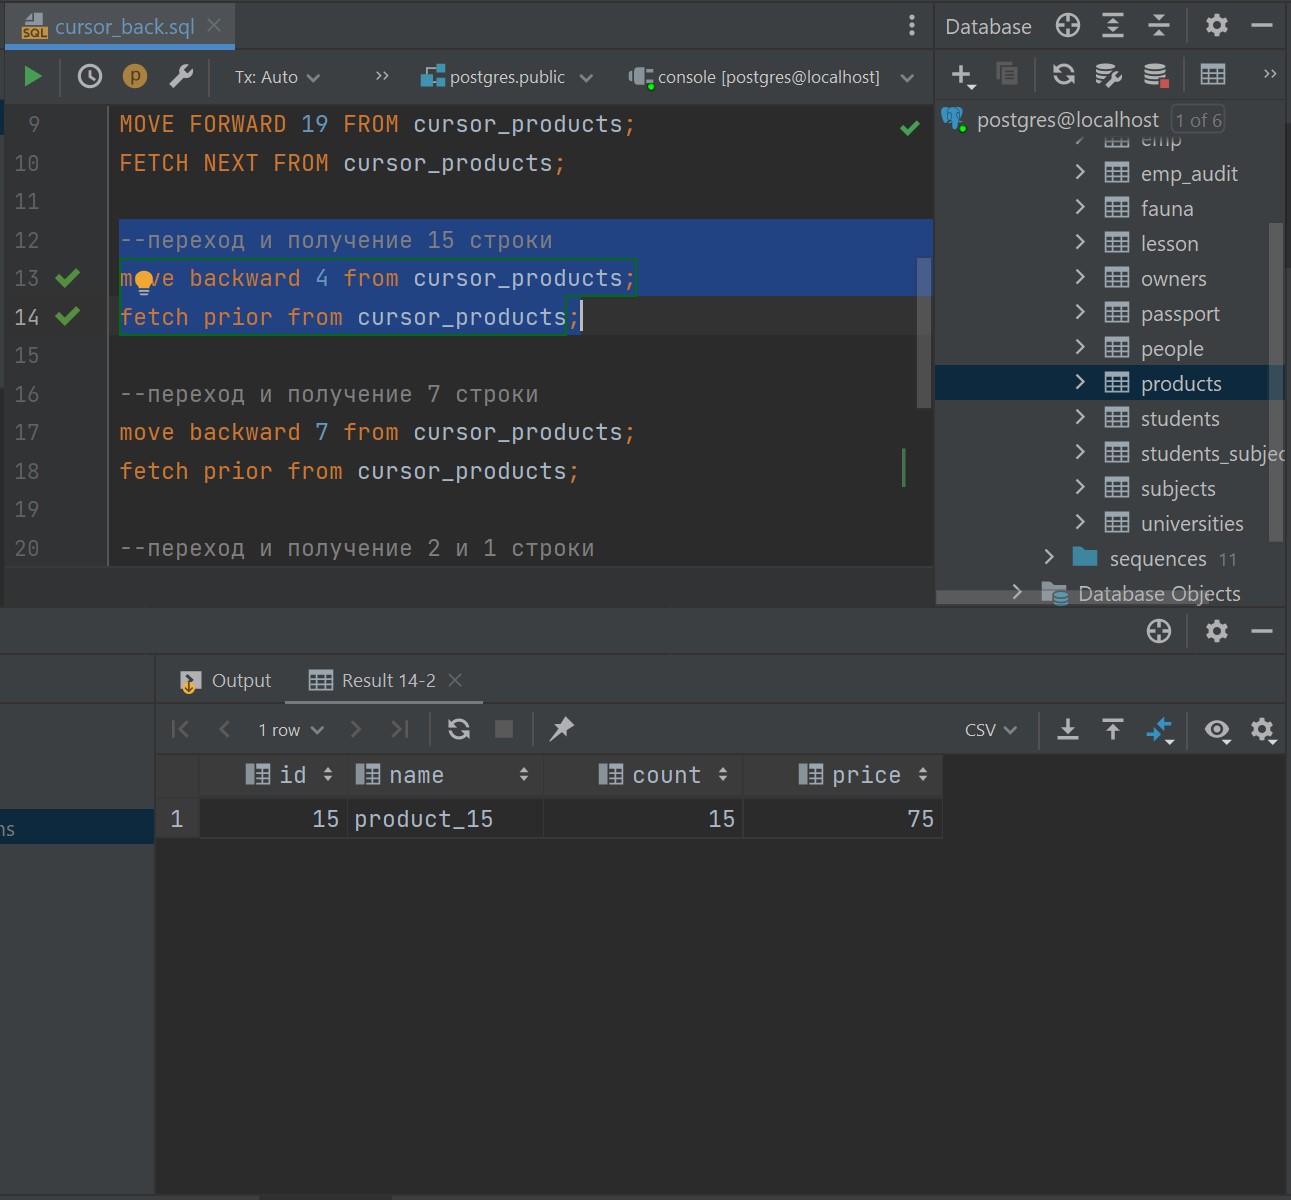 cursor_back.sql
Database
Tx: Auto
postgres.public
console [postgres@localhost]
postgres@localhost 1 of 6
9 MOVE FORWARD 19 FROM cursor_products;
10 FETCH NEXT FROM cursor_products;
11
12 --переход и получение 15 строки
13 move backward 4 from cursor_products;
14 fetch prior from cursor_products;
15
16 --переход и получение 7 строки
17 move backward 7 from cursor_products;
18 fetch prior from cursor_products;
19
20 --переход и получение 2 и 1 строки
emp
emp_audit
fauna
lesson
owners
passport
people
products
students
students_subjec
subjects
universities
sequences 11
Database Objects
Output
Result 14-2
1 row
CSV
id name count price
1 15 product_15 15 75
ns